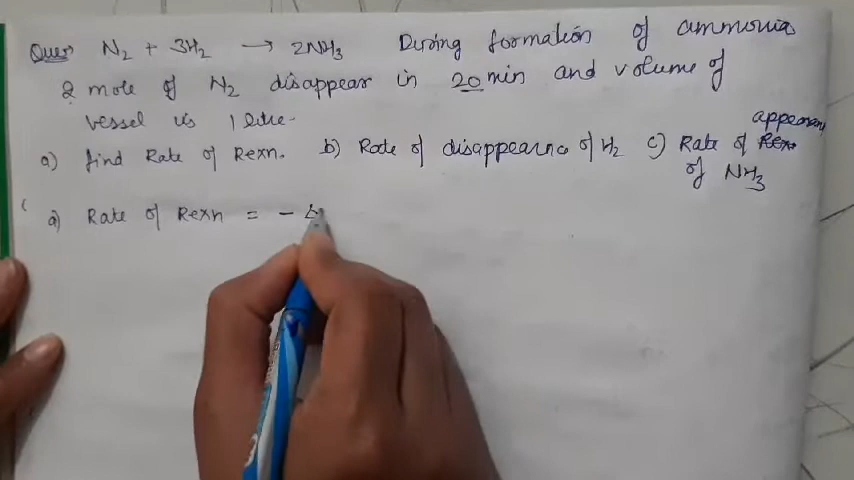 Ques N₂ + 3H₂ → 2NH₃ During formation of ammonia
2 mole of N₂ disappear in 20 min and volume of
vessel is 1 litre.
a) find Rate of Rexn. b) Rate of disappearnce of H₂ c) Rate of appearance
of NH₃
a) Rate of Rexn = - Δ